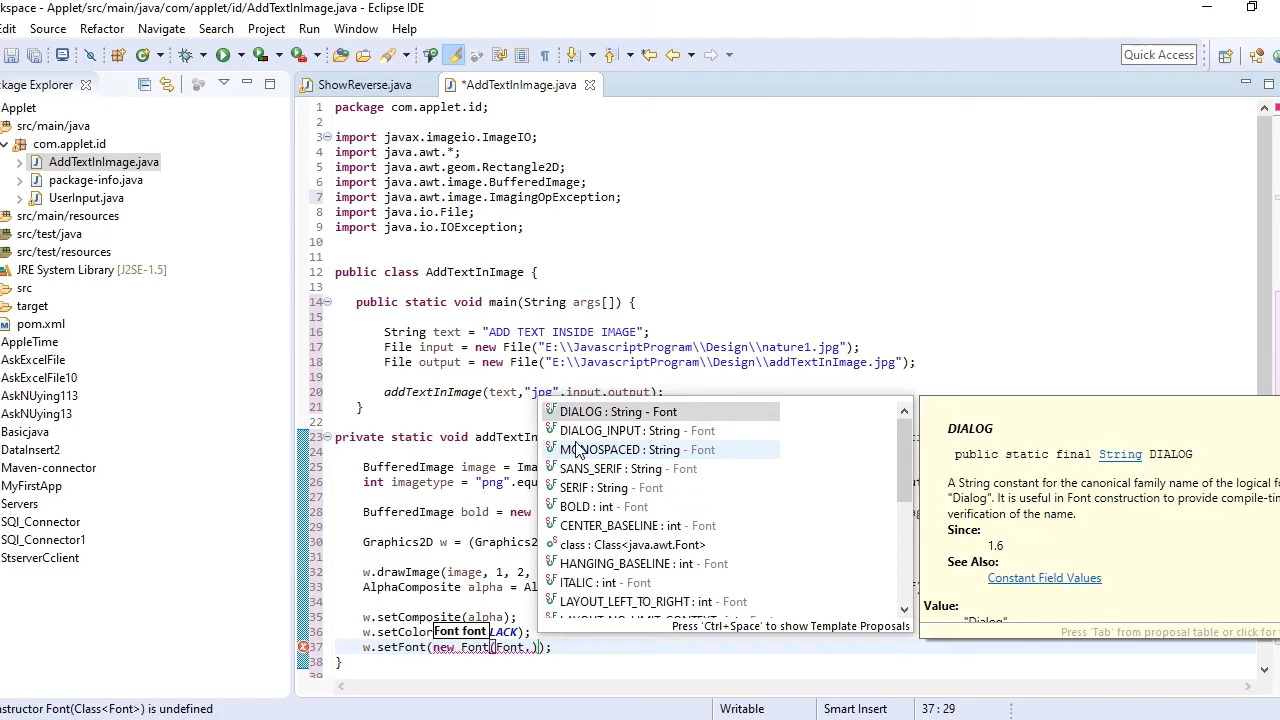 kspace - Applet/src/main/java/com/applet/id/AddTextInImage.java - Eclipse IDE
Edit Source Refactor Navigate Search Project Run Window Help
Quick Access
kage Explorer
ShowReverse.java
*AddTextInImage.java
Applet
src/main/java
com.applet.id
AddTextInImage.java
package-info.java
UserInput.java
src/main/resources
src/test/java
src/test/resources
JRE System Library [J2SE-1.5]
src
target
pom.xml
AppleTime
AskExcelFile
AskExcelFile10
AskNUying113
AskNUying13
Basicjava
DataInsert2
Maven-connector
MyFirstApp
Servers
SQl_Connector
SQl_Connector1
StserverCclient
1 package com.applet.id;
2
3 import javax.imageio.ImageIO;
4 import java.awt.*;
5 import java.awt.geom.Rectangle2D;
6 import java.awt.image.BufferedImage;
7 import java.awt.image.ImagingOpException;
8 import java.io.File;
9 import java.io.IOException;
10
11
12 public class AddTextInImage {
13
14 public static void main(String args[]) {
15
16 String text = "ADD TEXT INSIDE IMAGE";
17 File input = new File("E:\\JavascriptProgram\\Design\\nature1.jpg");
18 File output = new File("E:\\JavascriptProgram\\Design\\addTextInImage.jpg");
19
20 addTextInImage(text,"jpg",input,output);
21 }
22
23 private static void addTextIn
24
25 BufferedImage image = Ima
26 int imagetype = "png".equ
27
28 BufferedImage bold = new
29
30 Graphics2D w = (Graphics2
31
32 w.drawImage(image, 1, 2,
33 AlphaComposite alpha = Al
34
35 w.setComposite(alpha);
36 w.setColor LACK);
Font font
37 w.setFont(new Font(Font.));
38 }
39
DIALOG : String - Font
DIALOG_INPUT : String - Font
MONOSPACED : String - Font
SANS_SERIF : String - Font
SERIF : String - Font
BOLD : int - Font
CENTER_BASELINE : int - Font
class : Class<java.awt.Font>
HANGING_BASELINE : int - Font
ITALIC : int - Font
LAYOUT_LEFT_TO_RIGHT : int - Font
LAYOUT_NO_LIMIT_CONTEXT : int - Font
Press 'Ctrl+Space' to show Template Proposals
DIALOG
public static final String DIALOG
A String constant for the canonical family name of the logical fo
"Dialog". It is useful in Font construction to provide compile-tim
verification of the name.
Since:
1.6
See Also:
Constant Field Values
Value:
"Dialog"
Press 'Tab' from proposal table or click for
nstructor Font(Class<Font>) is undefined
Writable
Smart Insert
37 : 29